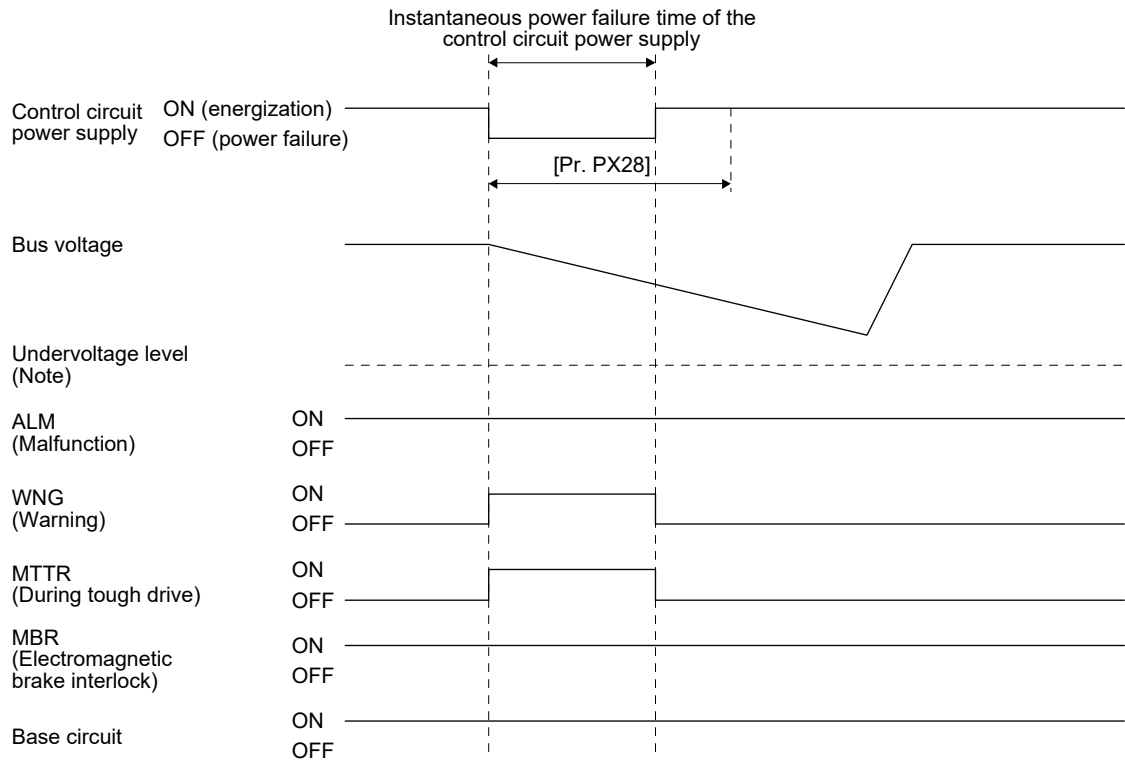 Instantaneous power failure time of the
control circuit power supply
Control circuit
power supply
ON (energization)
OFF (power failure)
[Pr. PX28]
Bus voltage
Undervoltage level
(Note)
ALM
(Malfunction)
ON
OFF
WNG
(Warning)
ON
OFF
MTTR
(During tough drive)
ON
OFF
MBR
(Electromagnetic
brake interlock)
ON
OFF
Base circuit
ON
OFF